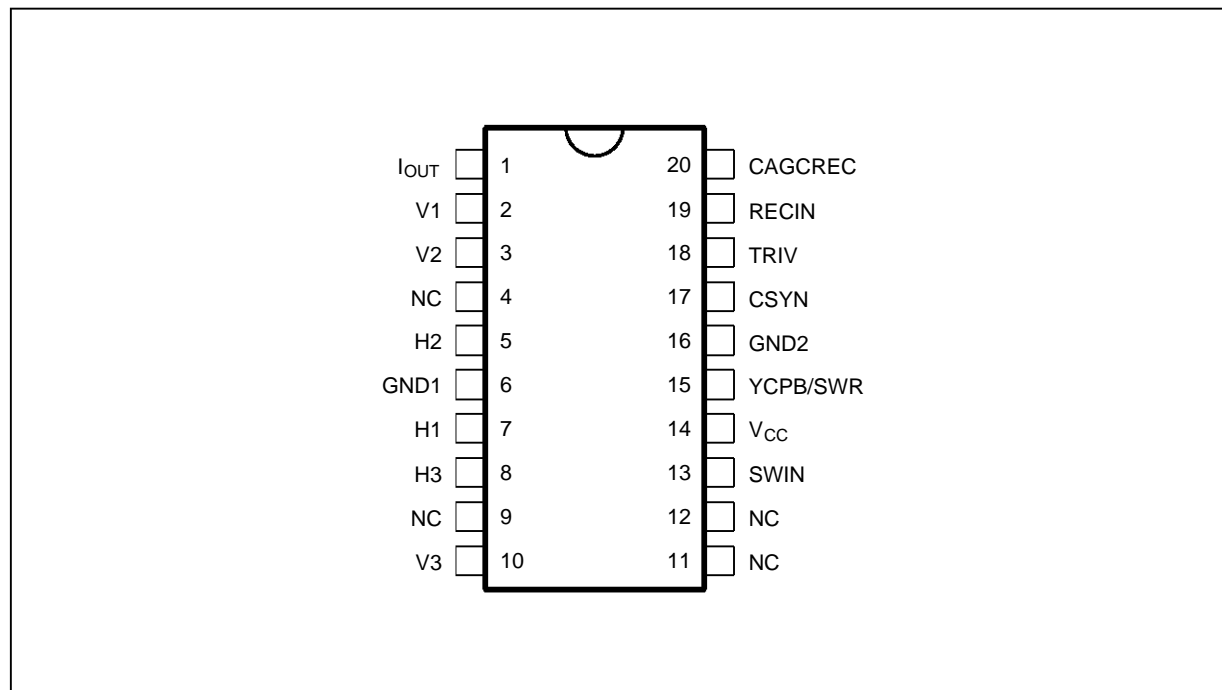 I_OUT 1 20 CAGCREC
V1 2 19 RECIN
V2 3 18 TRIV
NC 4 17 CSYN
H2 5 16 GND2
GND1 6 15 YCPB/SWR
H1 7 14 V_CC
H3 8 13 SWIN
NC 9 12 NC
V3 10 11 NC